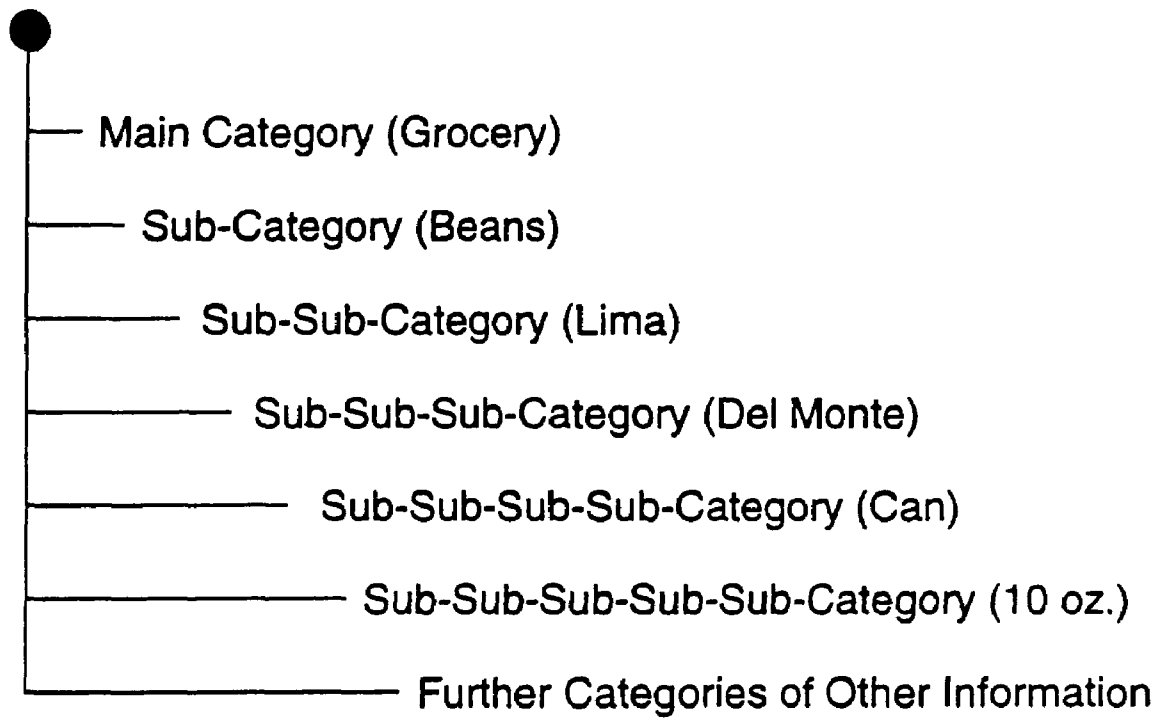 Main Category (Grocery)
Sub-Category (Beans)
Sub-Sub-Category (Lima)
Sub-Sub-Sub-Category (Del Monte)
Sub-Sub-Sub-Sub-Category (Can)
Sub-Sub-Sub-Sub-Sub-Category (10 oz.)
Further Categories of Other Information